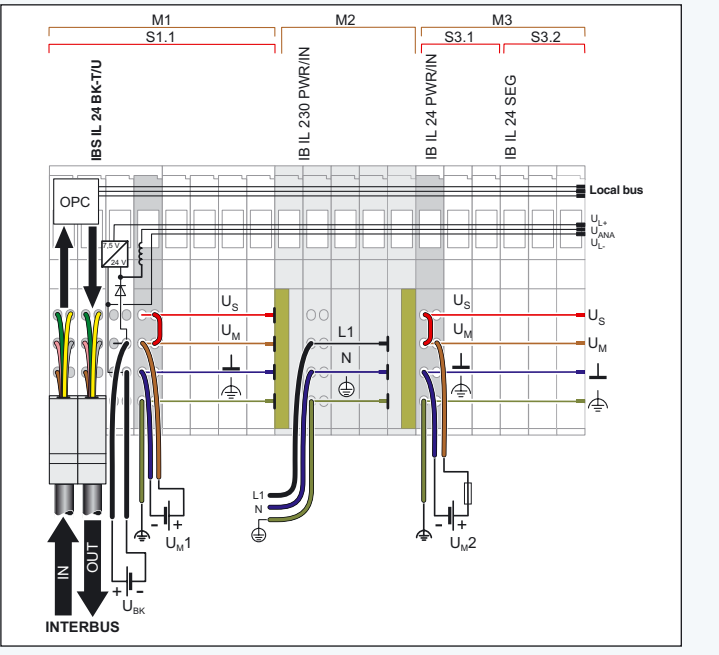 M1 M2 M3
S1.1 S3.1 S3.2
IBS IL 24 BK-T/U
IB IL 230 PWR/IN
IB IL 24 PWR/IN
IB IL 24 SEG
OPC
Local bus
7,5 V
24 V
UL+
UANA
UL-
US US US
UM L1 UM UM
N
L1
N
- +
UM1
- +
UM2
IN
OUT
+ -
UBK
INTERBUS